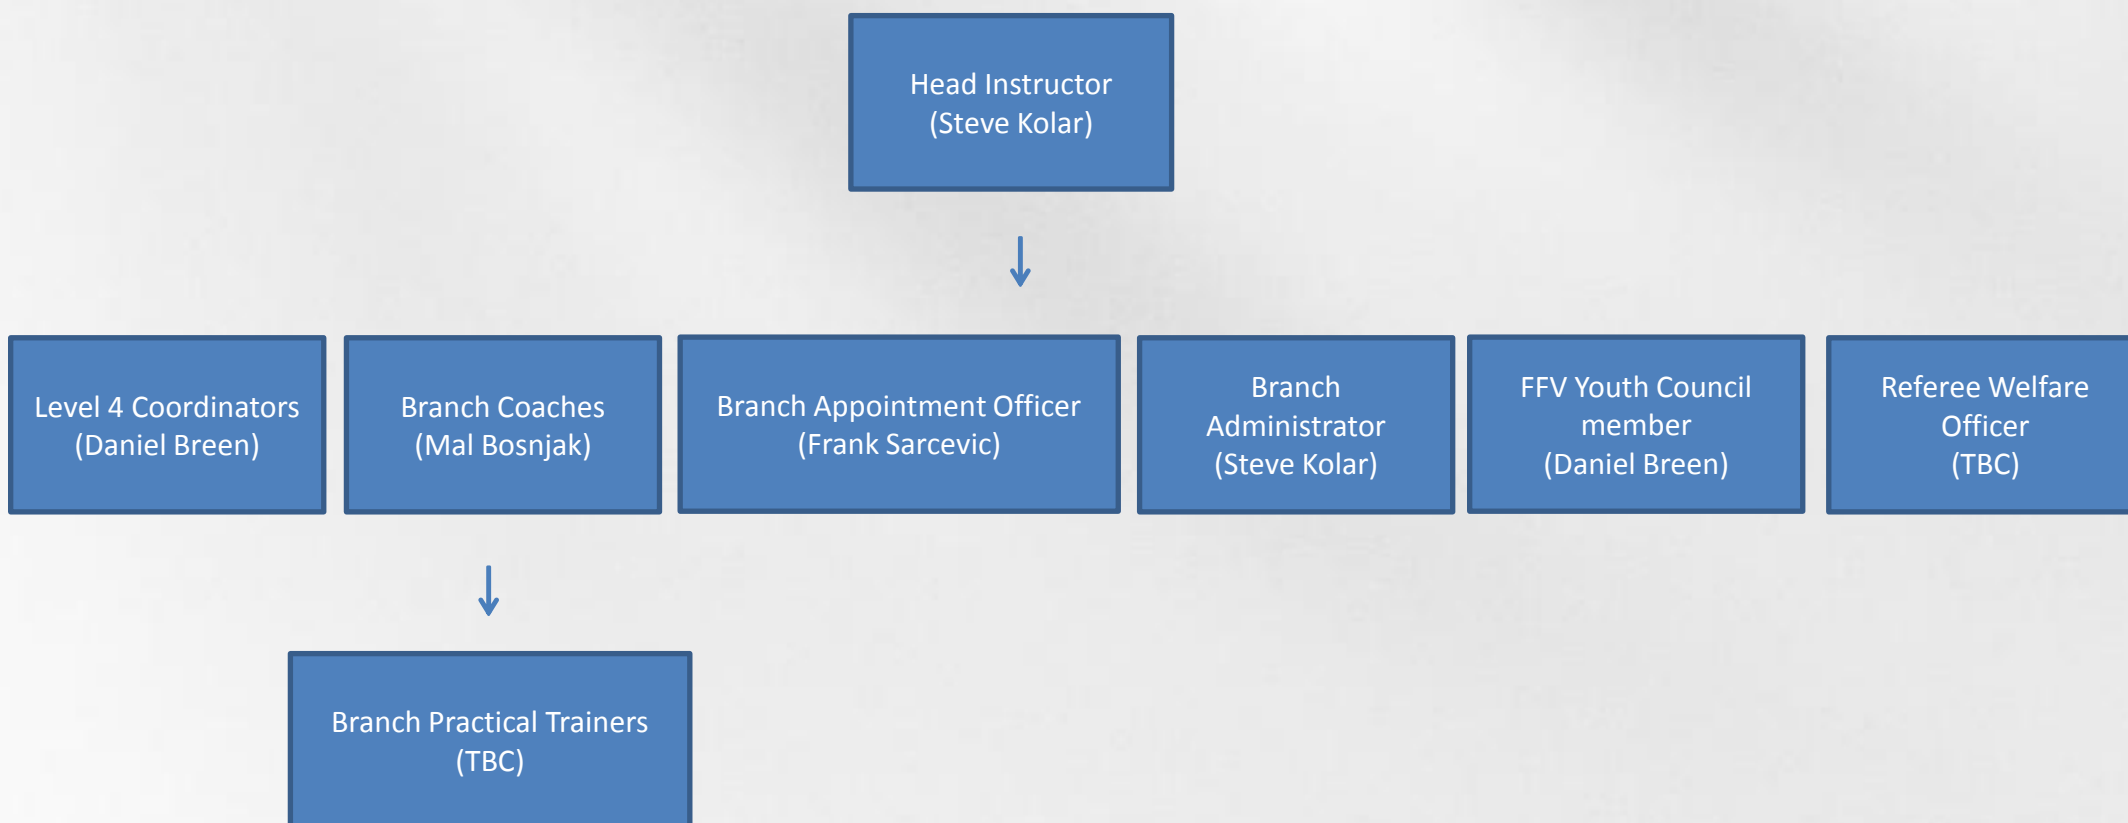 Head Instructor
(Steve Kolar)
Level 4 Coordinators
(Daniel Breen)
Branch Coaches
(Mal Bosnjak)
Branch Appointment Officer
(Frank Sarcevic)
Branch
Administrator
(Steve Kolar)
FFV Youth Council
member
(Daniel Breen)
Referee Welfare
Officer
(TBC)
Branch Practical Trainers
(TBC)